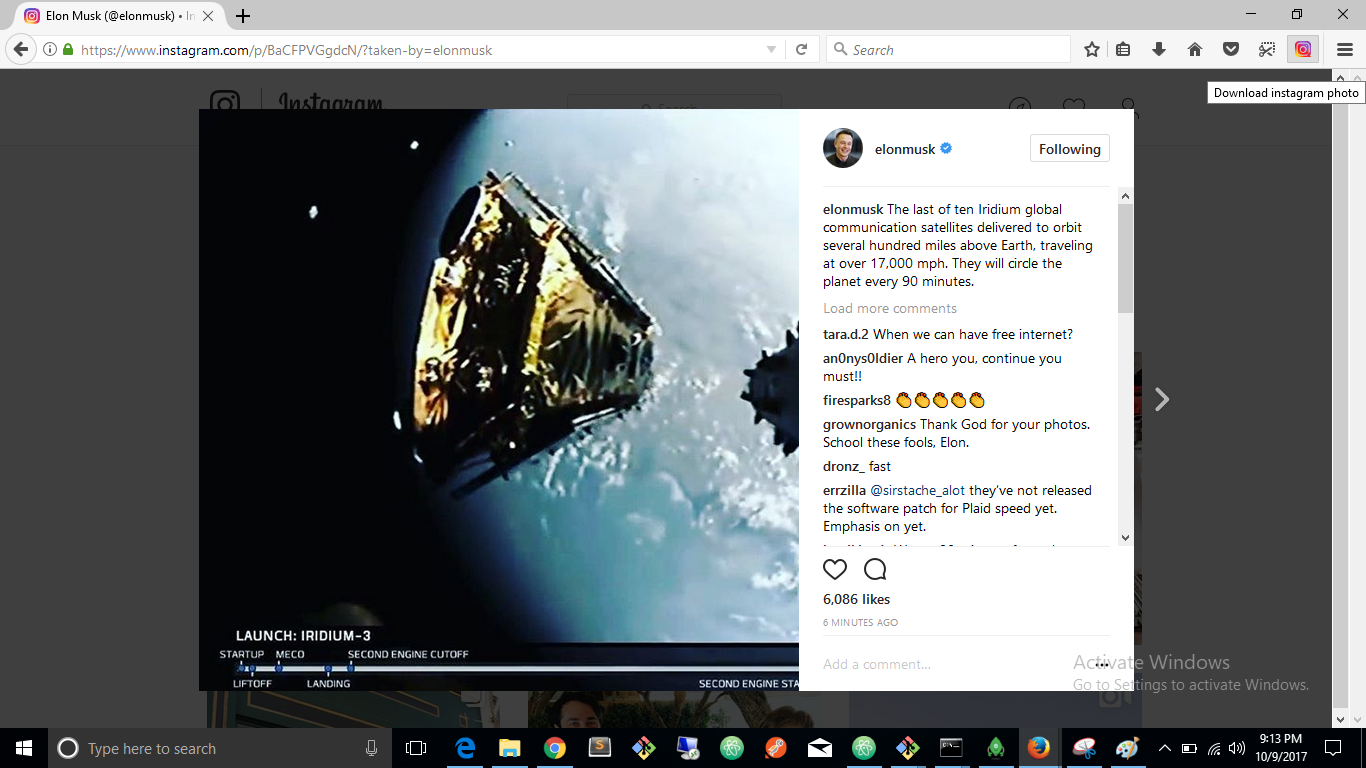 Elon Musk (@elonmusk) • In
https://www.instagram.com/p/BaCFPVGgdcN/?taken-by=elonmusk
Search
Download instagram photo
Instagram
Search
elonmusk
Following
elonmusk The last of ten Iridium global
communication satellites delivered to orbit
several hundred miles above Earth, traveling
at over 17,000 mph. They will circle the
planet every 90 minutes.
Load more comments
tara.d.2 When we can have free internet?
an0nys0ldier A hero you, continue you
must!!
firesparks8 👏👏👏👏👏
grownorganics Thank God for your photos.
School these fools, Elon.
dronz_ fast
errzilla @sirstache_alot they've not released
the software patch for Plaid speed yet.
Emphasis on yet.
6,086 likes
6 MINUTES AGO
Add a comment...
LAUNCH: IRIDIUM-3
STARTUP MECO SECOND ENGINE CUTOFF
LIFTOFF LANDING SECOND ENGINE STA
Activate Windows
Go to Settings to activate Windows.
Type here to search
9:13 PM
10/9/2017